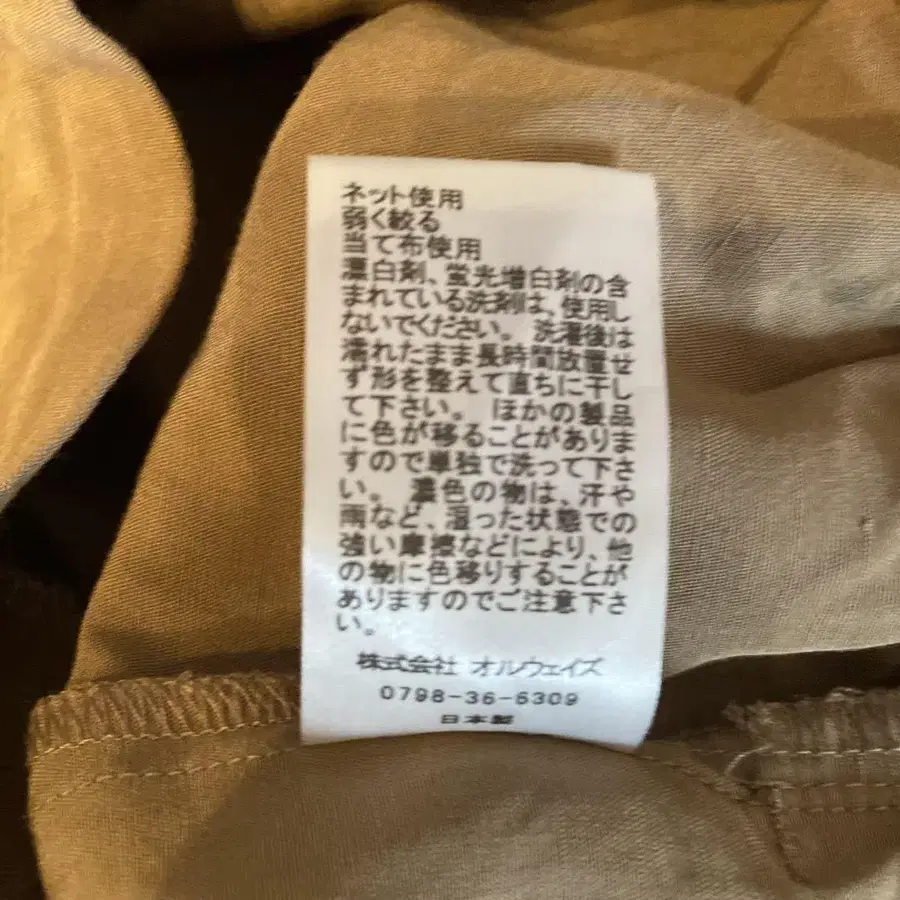 ネット使用
弱く絞る
当て布使用
漂白剤、蛍光増白剤の含
まれている洗剤は、使用し
ないでください。 洗濯後は
濡れたまま長時間放置せ
ず形を整えて直ちに干し
て下さい。 ほかの製品
に色が移ることがありま
すので単独で洗って下さ
い。 濃色の物は、汗や
雨など、湿った状態での
強い摩擦などにより、他
の物に色移りすることが
ありますのでご注意下さ
い。
株式会社 オルウェイズ
0798-36-6309
日本製